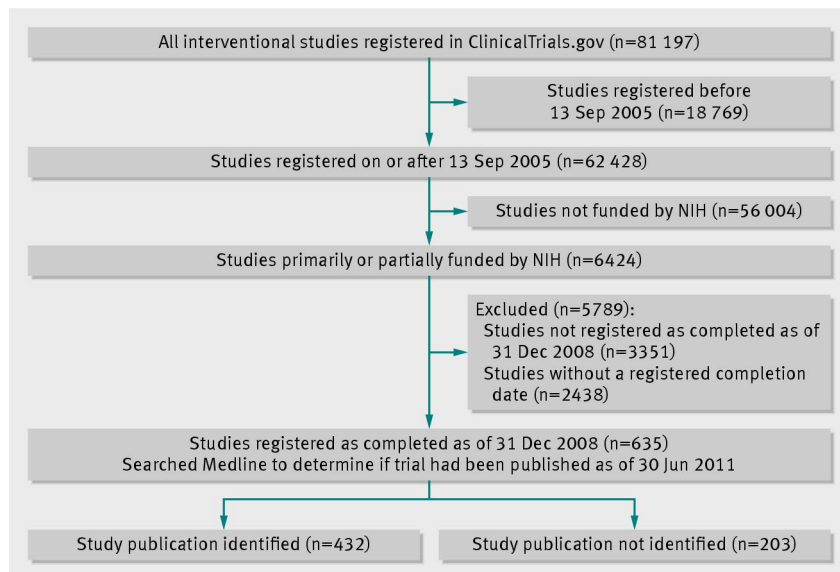 All interventional studies registered in ClinicalTrials.gov (n=81 197)
Studies registered before
13 Sep 2005 (n=18 769)
Studies registered on or after 13 Sep 2005 (n=62 428)
Studies not funded by NIH (n=56 004)
Studies primarily or partially funded by NIH (n=6424)
Excluded (n=5789):
Studies not registered as completed as of
31 Dec 2008 (n=3351)
Studies without a registered completion
date (n=2438)
Studies registered as completed as of 31 Dec 2008 (n=635)
Searched Medline to determine if trial had been published as of 30 Jun 2011
Study publication identified (n=432)
Study publication not identified (n=203)